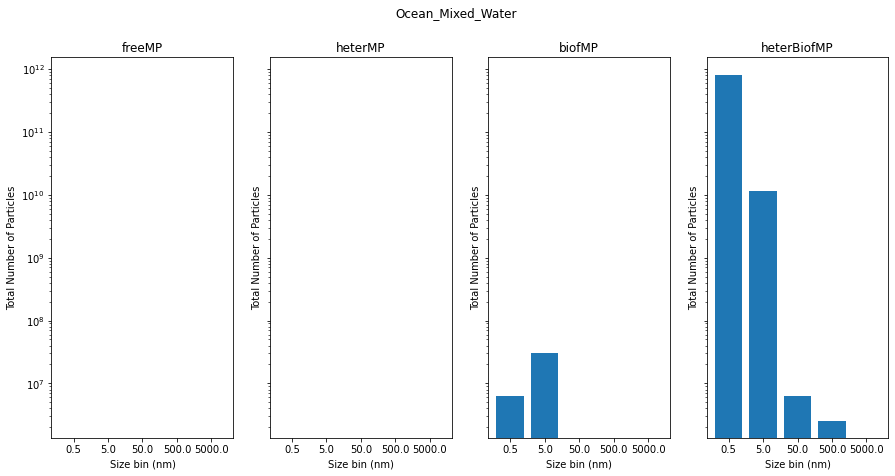 Ocean_Mixed_Water
freeMP
heterMP
biofMP
heterBiofMP
Total Number of Particles
10¹²
10¹¹
10¹⁰
10⁹
10⁸
10⁷
0.5 5.0 50.0 500.0 5000.0
Size bin (nm)
Total Number of Particles
0.5 5.0 50.0 500.0 5000.0
Size bin (nm)
Total Number of Particles
0.5 5.0 50.0 500.0 5000.0
Size bin (nm)
Total Number of Particles
0.5 5.0 50.0 500.0 5000.0
Size bin (nm)